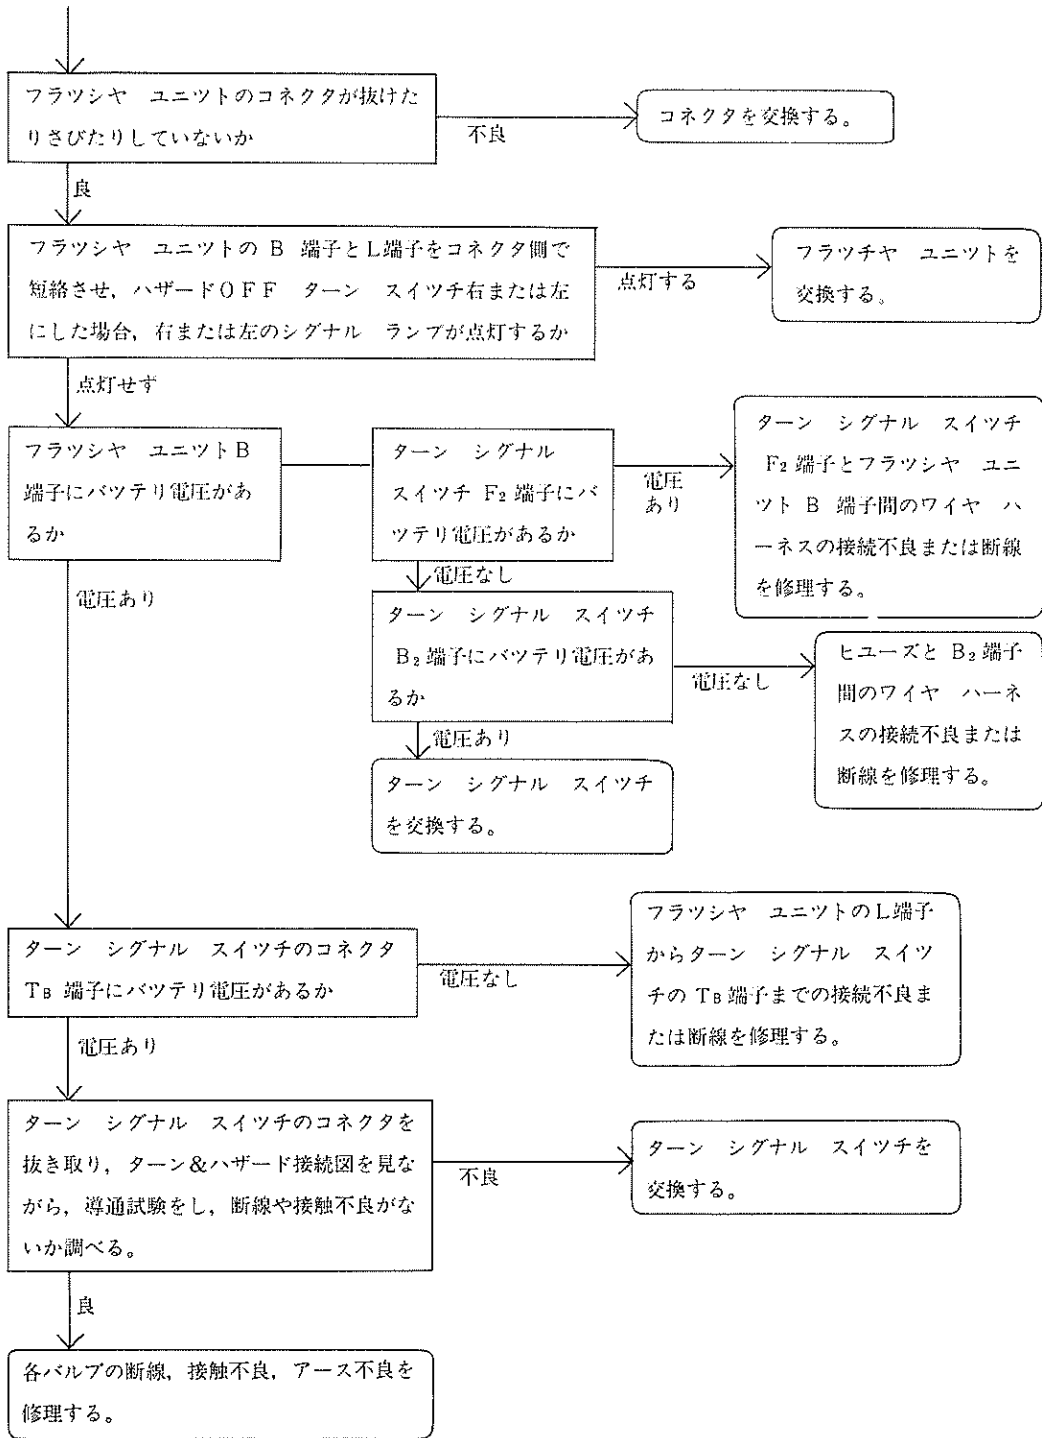 フラツシヤ ユニツトのコネクタが抜けた
りさびたりしていないか
不良
コネクタを交換する。
良
フラツシヤ ユニツトの B 端子とL端子をコネクタ側で
短絡させ，ハザードOFF ターン スイツチ右または左
にした場台，右または左のシグナル ランプが点灯するか
点灯する
フラツチヤ ユニツトを
交換する。
点灯せず
フラツシヤ ユニツトB
端子にバツテリ電圧があ
るか
ターン シグナル
スイツチ F₂ 端子にバ
ツテリ電圧があるか
電圧
あり
ターン シグナル スイツチ
F₂ 端子とフラツシヤ ユニ
ツト B 端子間のワイヤ ハ
ーネスの接続不良または断線
を修理する。
電圧なし
電圧あり
ターン シグナル スイツチ
B₂ 端子にバツテリ電圧があ
るか
電圧なし
ヒユーズと B₂ 端子
間のワイヤ ハーネ
スの接続不良または
断線を修理する。
電圧あり
ターン シグナル スイツチ
を交換する。
ターン シグナル スイツチのコネクタ
TB 端子にバツテリ電圧があるか
電圧なし
フラツシヤ ユニツトのL端子
からターン シグナル スイツ
チの TB 端子までの接続不良ま
たは断線を修理する。
電圧あり
ターン シグナル スイツチのコネクタを
抜き取り，ターン＆ハザード接続図を見な
がら，導通試験をし，断線や接触不良がな
いか調べる。
不良
ターン シグナル スイツチを
交換する。
良
各バルブの断線，接触不良，アース不良を
修理する。